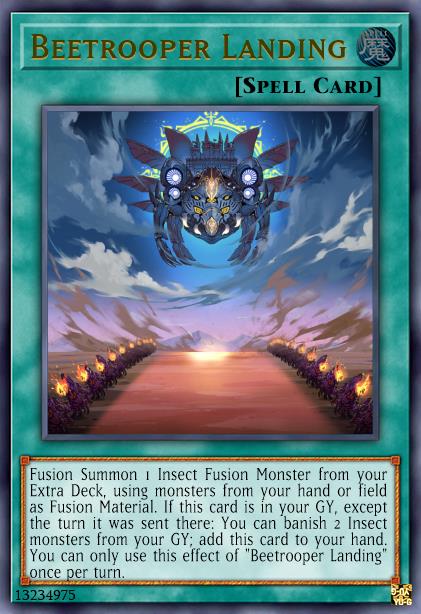 BEETROOPER LANDING
魔
[SPELL CARD]
Fusion Summon 1 Insect Fusion Monster from your
Extra Deck, using monsters from your hand or field
as Fusion Material. If this card is in your GY, except
the turn it was sent there: You can banish 2 Insect
monsters from your GY; add this card to your hand.
You can only use this effect of "Beetrooper Landing"
once per turn.
13234975